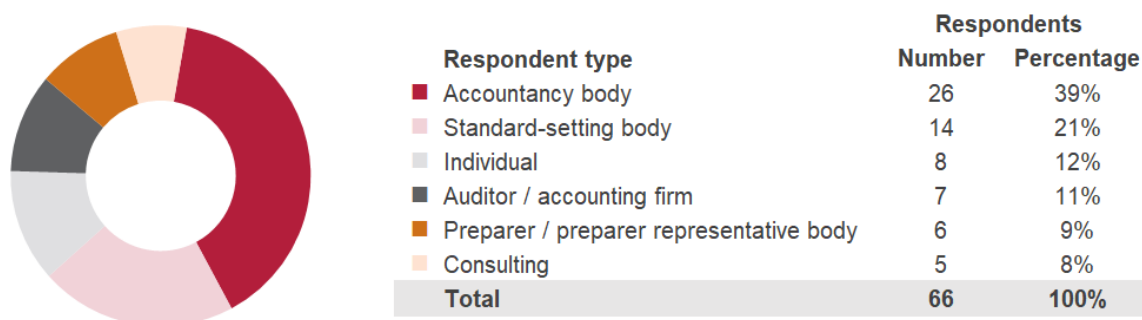 Respondents
Respondent type Number Percentage
Accountancy body 26 39%
Standard-setting body 14 21%
Individual 8 12%
Auditor / accounting firm 7 11%
Preparer / preparer representative body 6 9%
Consulting 5 8%
Total 66 100%